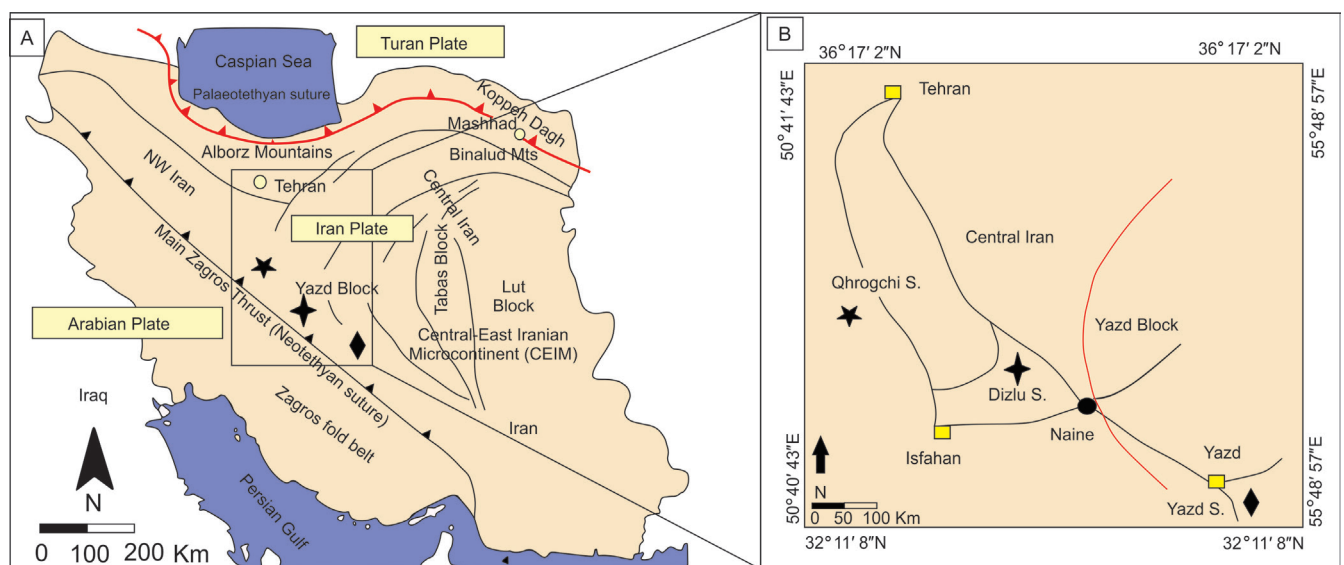 A
Turan Plate
Caspian Sea
Palaeotethyan suture
Koppeh Dagh
Mashhad
Alborz Mountains
Binalud Mts
NW Iran
Tehran
Central Iran
Iran Plate
Main Zagros Thrust (Neotethyan suture)
Yazd Block
Tabas Block
Lut
Block
Arabian Plate
Central-East Iranian
Microcontinent (CEIM)
Iraq
Zagros fold belt
Iran
N
Persian Gulf
0 100 200 Km
B
36° 17′ 2″N
36° 17′ 2″N
50° 41′ 43″E
55° 48′ 57″E
Tehran
Central Iran
Qhrogchi S.
Yazd Block
Dizlu S.
Naine
Isfahan
Yazd
Yazd S.
N
0 50 100 Km
50° 40′ 43″E
55° 48′ 57″E
32° 11′ 8″N
32° 11′ 8″N